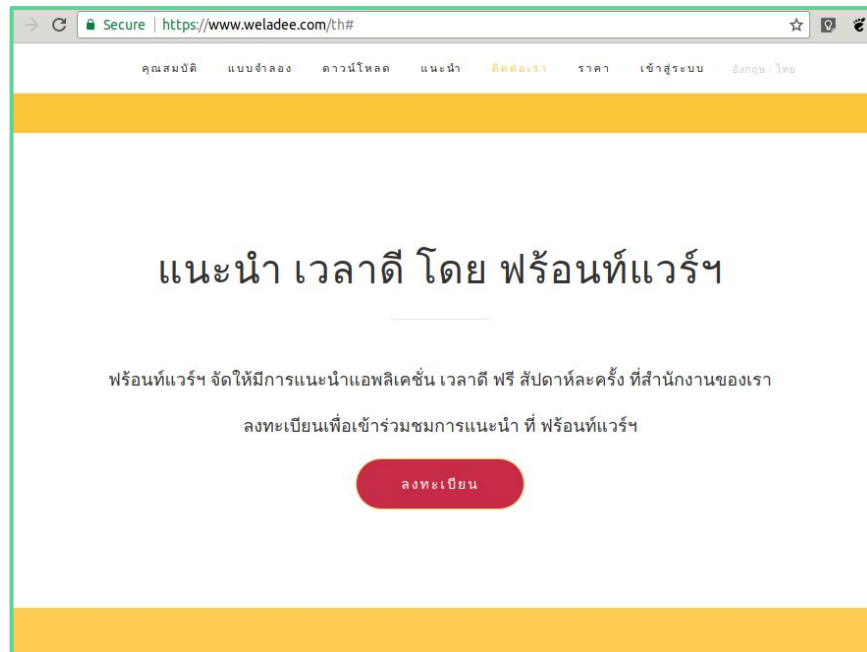 Secure | https://www.weladee.com/th#
คุณสมบัติ แบบจำลอง ดาวน์โหลด แนะนำ ติดต่อเรา ราคา เข้าสู่ระบบ อังกฤษ | ไทย
แนะนำ เวลาดี โดย ฟร้อนท์แวร์ฯ
ฟร้อนท์แวร์ฯ จัดให้มีการแนะนำแอพลิเคชั่น เวลาดี ฟรี สัปดาห์ละครั้ง ที่สำนักงานของเรา
ลงทะเบียนเพื่อเข้าร่วมชมการแนะนำ ที่ ฟร้อนท์แวร์ฯ
ลงทะเบียน